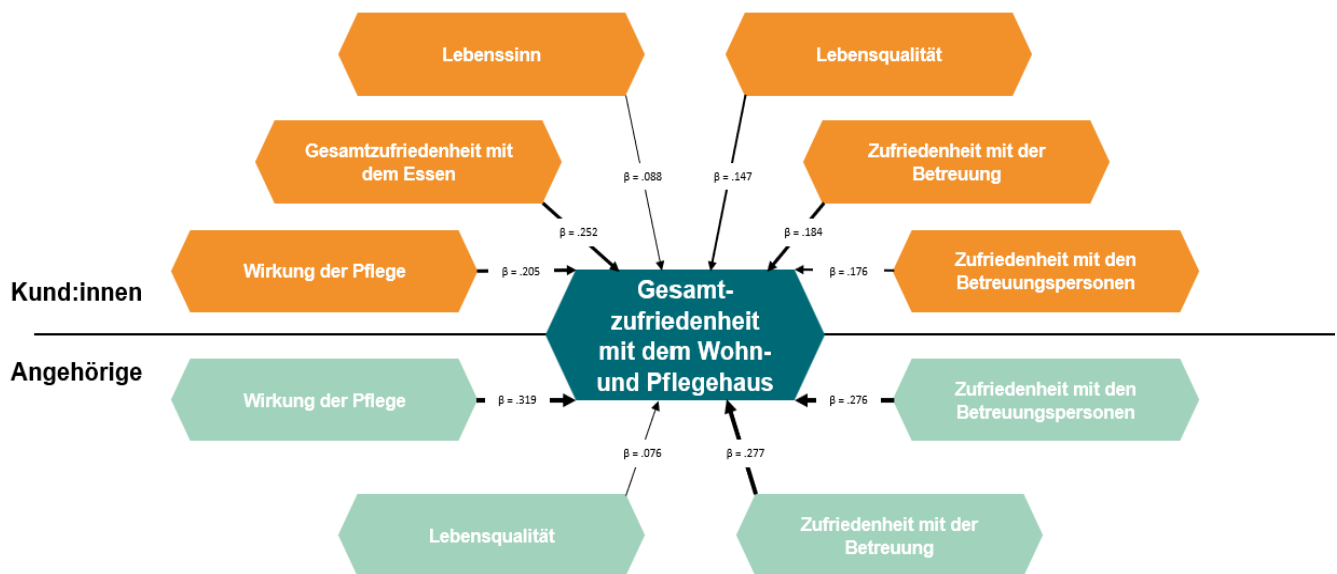 Lebenssinn
Lebensqualität
Gesamtzufriedenheit mit
dem Essen
Zufriedenheit mit der
Betreuung
β = .088
β = .147
β = .252
β = .184
Wirkung der Pflege
β = .205
β = .176
Zufriedenheit mit den
Betreuungspersonen
Kund:innen
Gesamt-
zufriedenheit
mit dem Wohn-
und Pflegehaus
Angehörige
Wirkung der Pflege
β = .319
β = .276
Zufriedenheit mit den
Betreuungspersonen
β = .076
β = .277
Lebensqualität
Zufriedenheit mit der
Betreuung